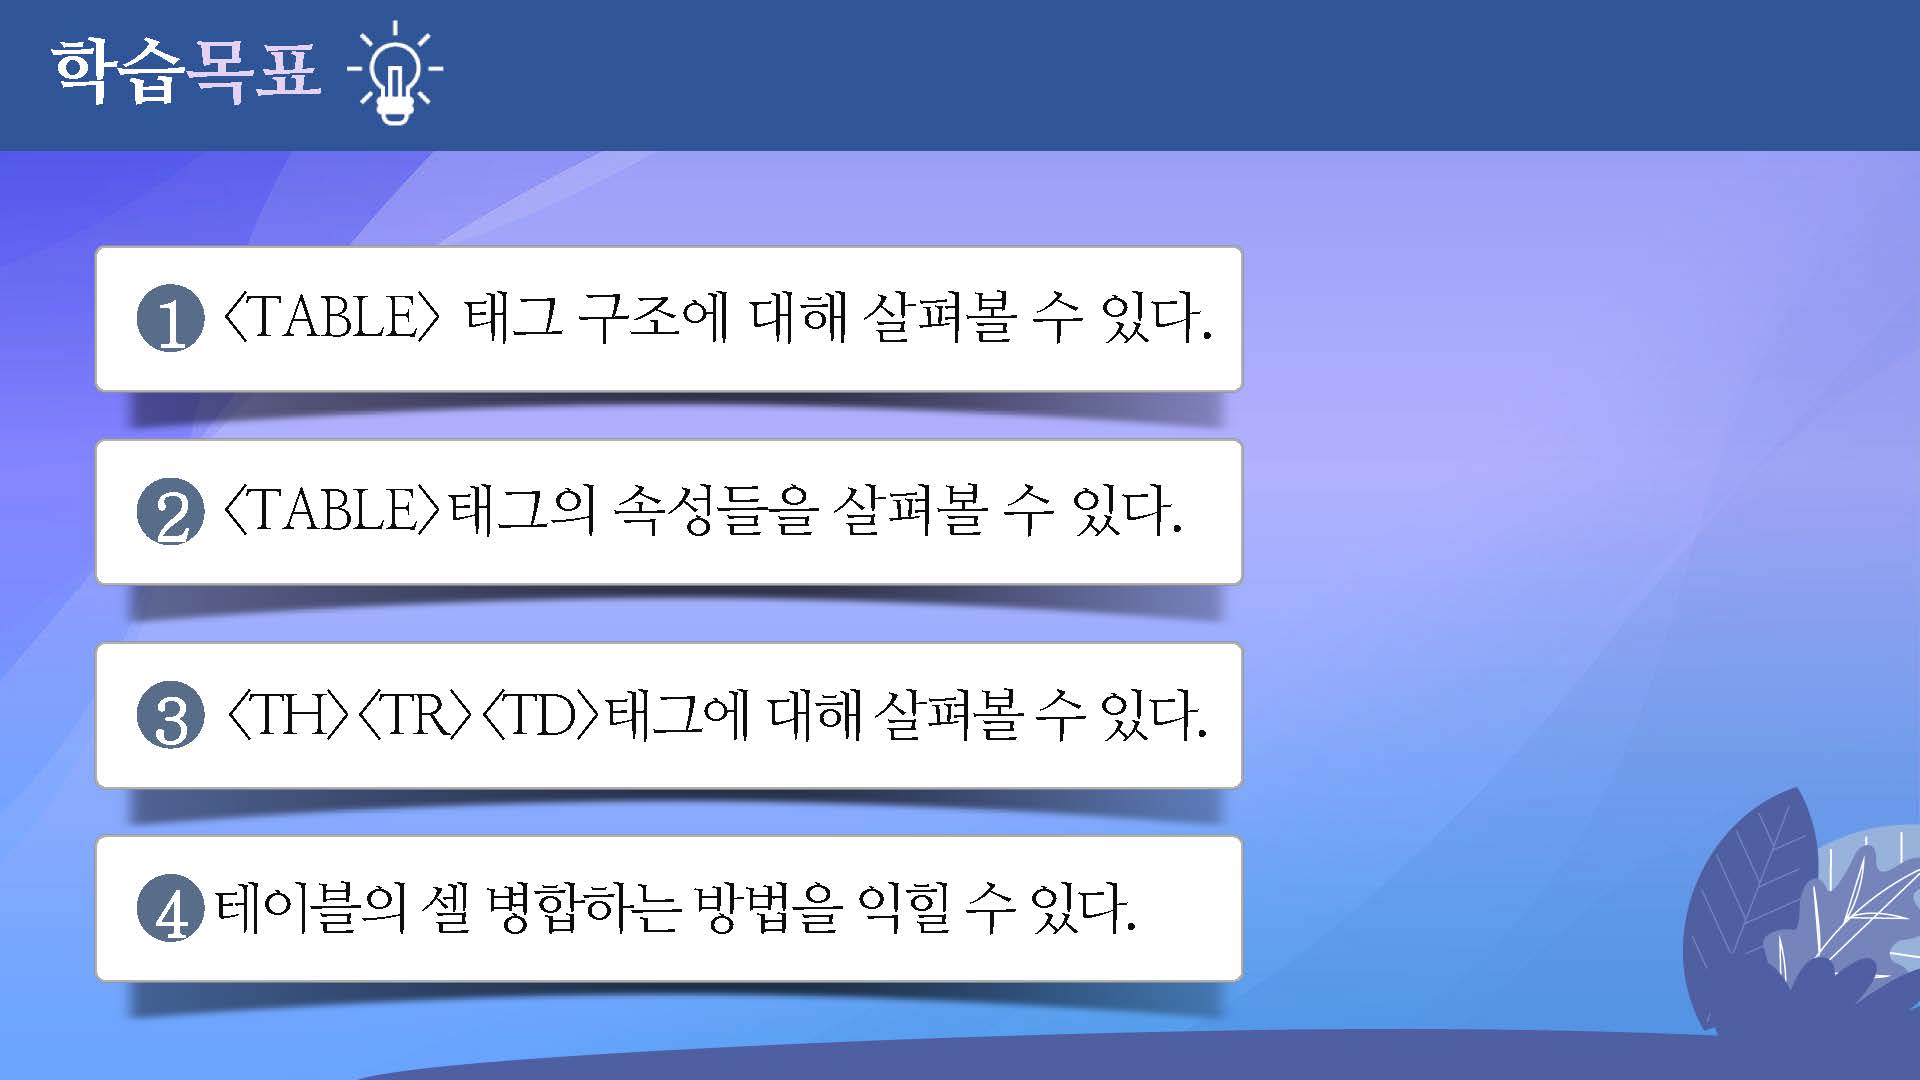 학습목표
1 〈TABLE〉 태그 구조에 대해 살펴볼 수 있다.
2 〈TABLE〉태그의 속성들을 살펴볼 수 있다.
3 〈TH〉〈TR〉〈TD〉태그에 대해 살펴볼 수 있다.
4 테이블의 셀 병합하는 방법을 익힐 수 있다.